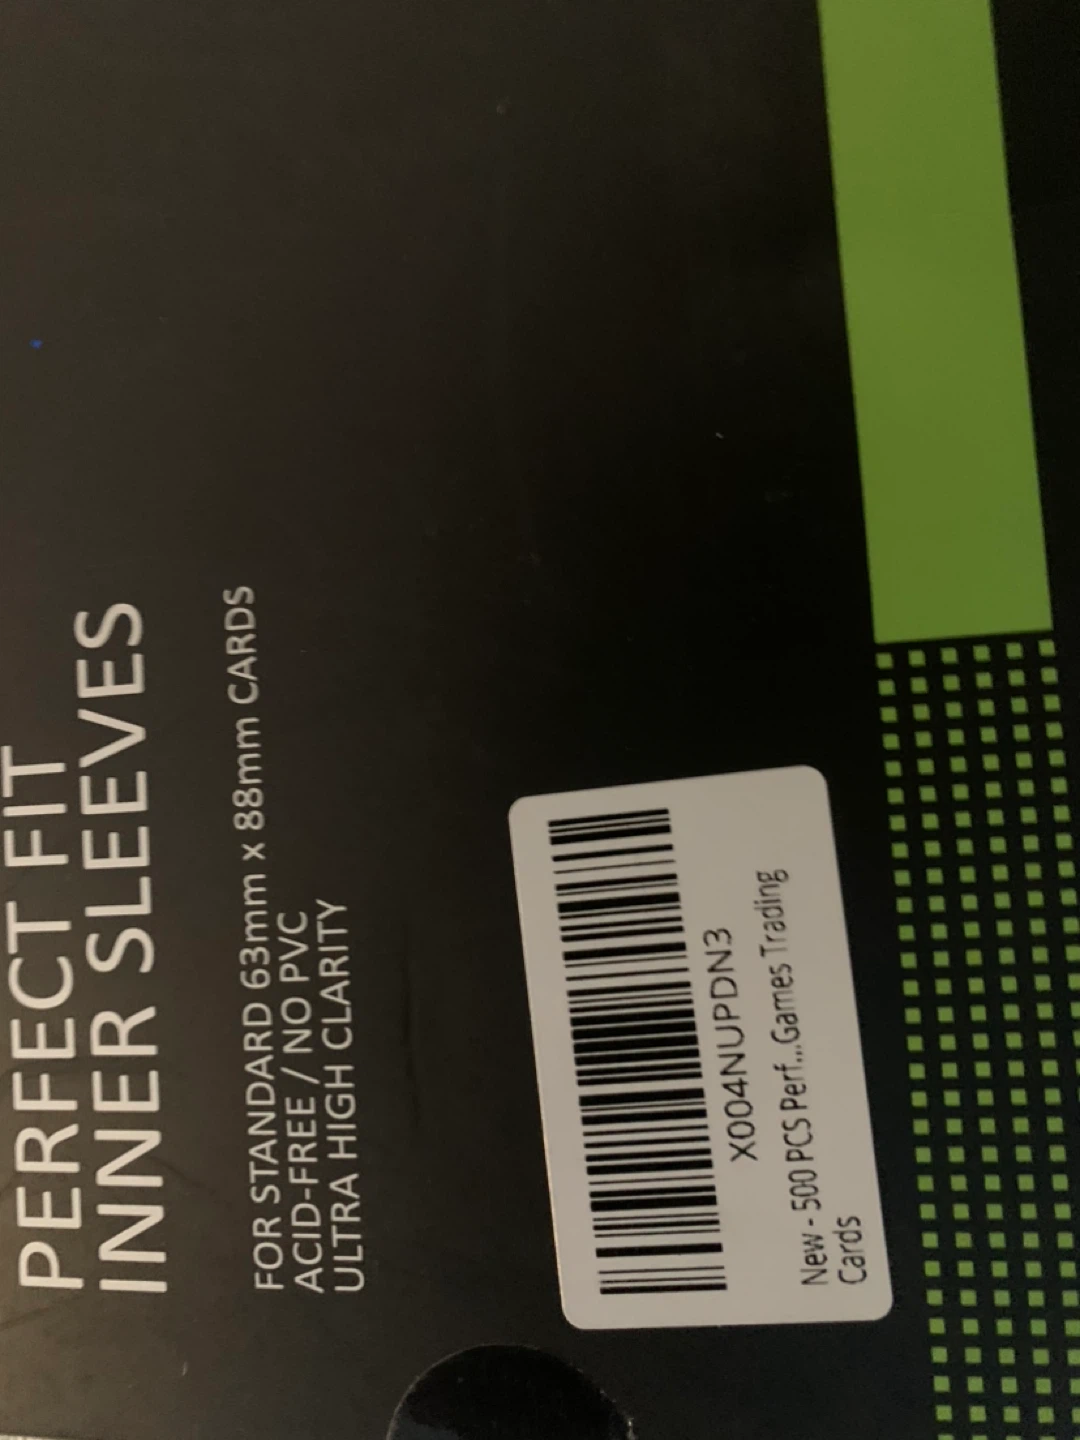 PERFECT FIT
INNER SLEEVES
FOR STANDARD 63mm x 88mm CARDS
ACID-FREE / NO PVC
ULTRA HIGH CLARITY
X004NUPDN3
New - 500 PCS Perf...Games Trading
Cards